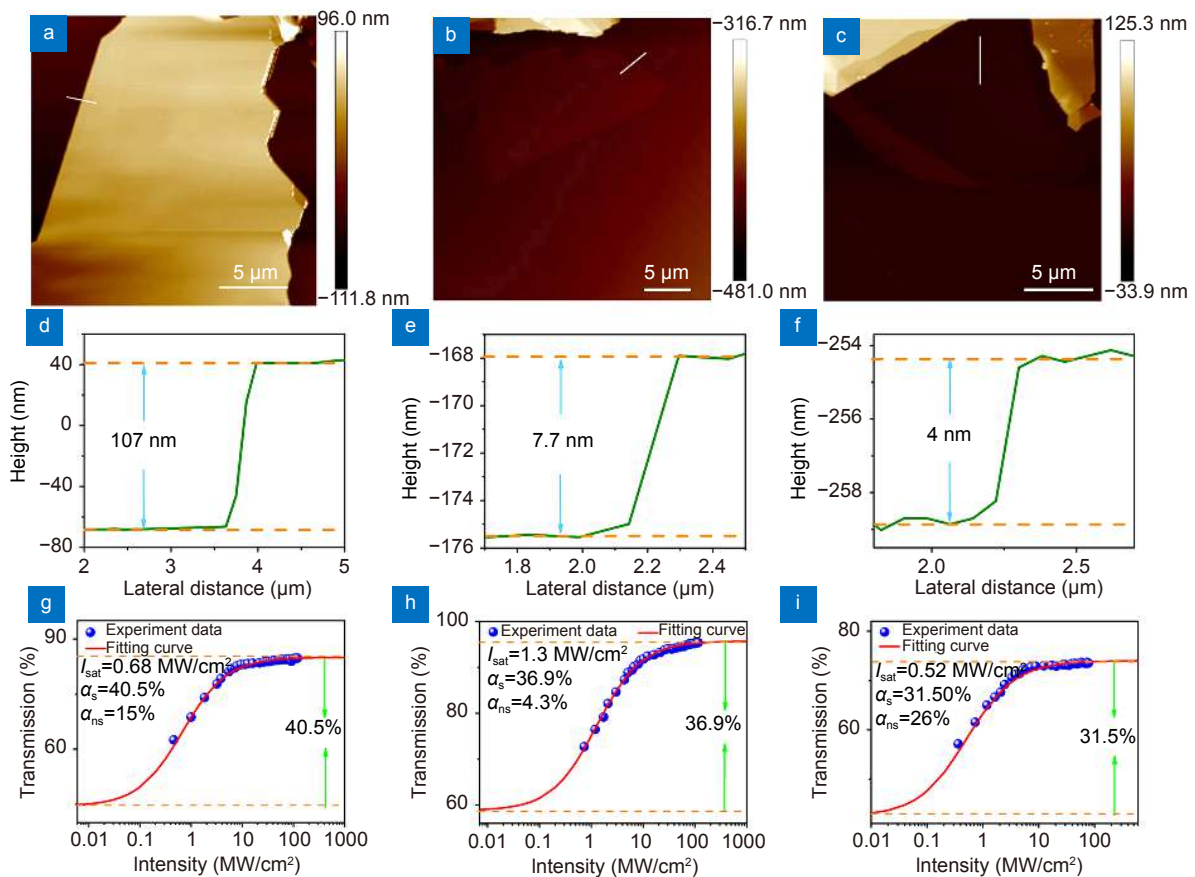 a
96.0 nm
5 μm
−111.8 nm
b
−316.7 nm
5 μm
−481.0 nm
c
125.3 nm
5 μm
−33.9 nm
d
40
0
−40
−80
Height (nm)
107 nm
2 3 4 5
Lateral distance (μm)
e
−168
−170
−172
−174
−176
Height (nm)
7.7 nm
1.8 2.0 2.2 2.4
Lateral distance (μm)
f
−254
−256
−258
Height (nm)
4 nm
2.0 2.5
Lateral distance (μm)
g
90
60
Transmission (%)
Experiment data
Fitting curve
Isat=0.68 MW/cm²
αs=40.5%
αns=15%
40.5%
0.01 0.1 1 10 100 1000
Intensity (MW/cm²)
h
100
80
60
Transmission (%)
Experiment data Fitting curve
Isat=1.3 MW/cm²
αs=36.9%
αns=4.3%
36.9%
0.01 0.1 1 10 100 1000
Intensity (MW/cm²)
i
80
60
Transmission (%)
Experiment data
Fitting curve
Isat=0.52 MW/cm²
αs=31.50%
αns=26%
31.5%
0.01 0.1 1 10 100
Intensity (MW/cm²)